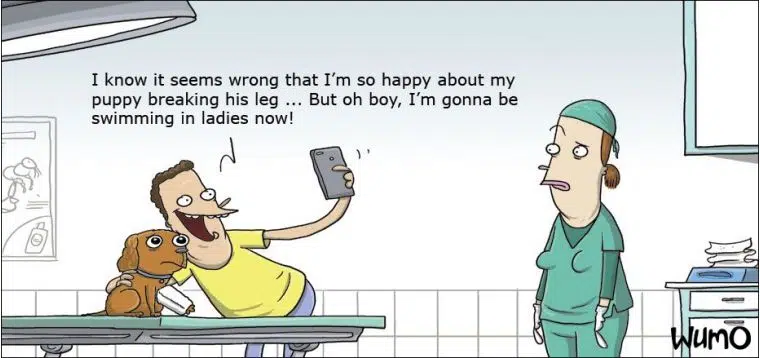 I know it seems wrong that I'm so happy about my
puppy breaking his leg ... But oh boy, I'm gonna be
swimming in ladies now!
WUMO